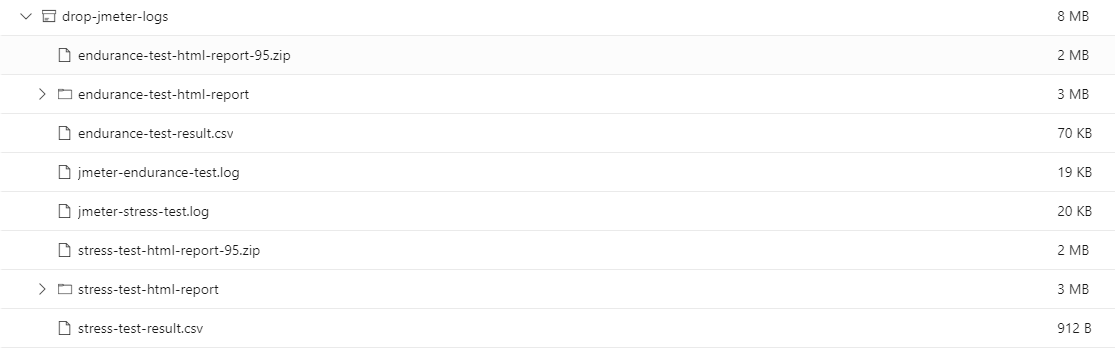 drop-jmeter-logs 8 MB
endurance-test-html-report-95.zip 2 MB
endurance-test-html-report 3 MB
endurance-test-result.csv 70 KB
jmeter-endurance-test.log 19 KB
jmeter-stress-test.log 20 KB
stress-test-html-report-95.zip 2 MB
stress-test-html-report 3 MB
stress-test-result.csv 912 B